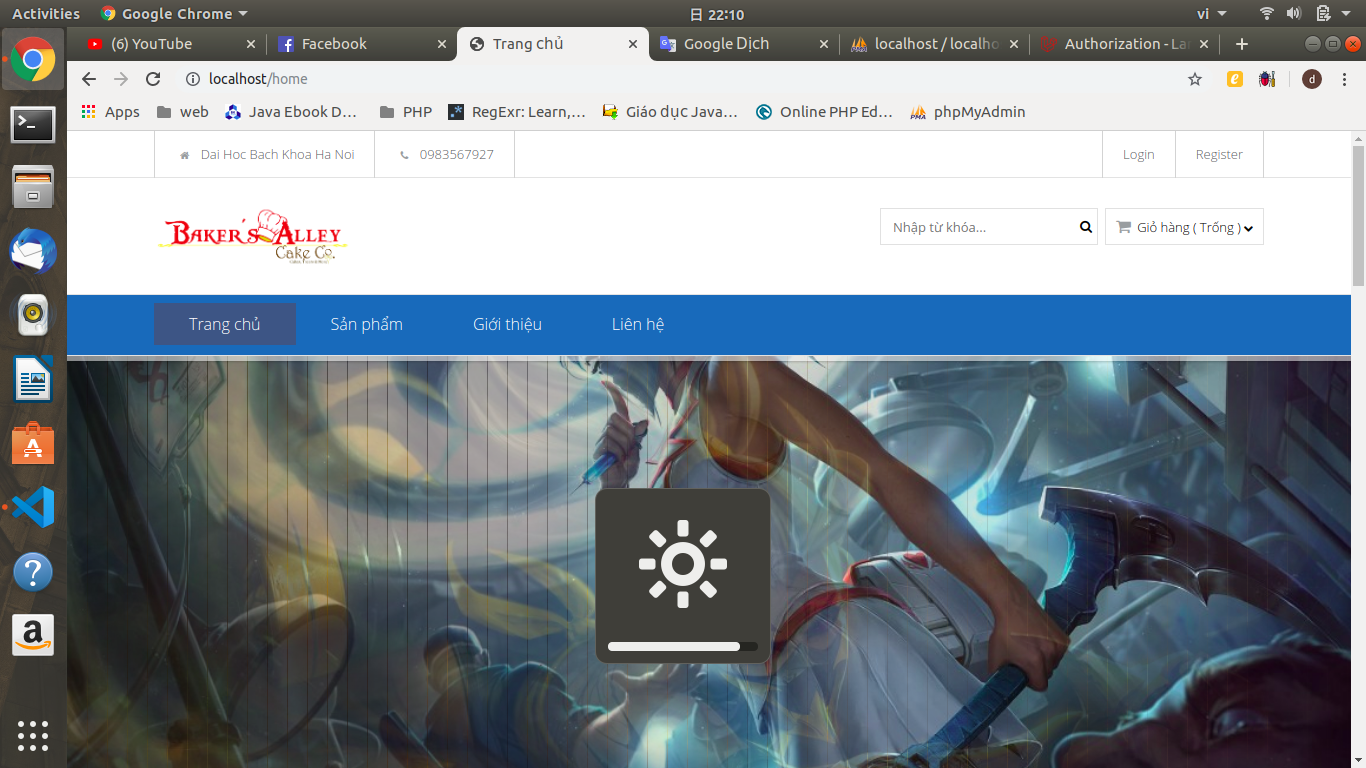 Activities Google Chrome 日 22:10 vi
(6) YouTube Facebook Trang chủ Google Dịch localhost / localho Authorization - La
localhost/home d
Apps web Java Ebook D… PHP RegExr: Learn,… Giáo dục Java… Online PHP Ed… phpMyAdmin
Dai Hoc Bach Khoa Ha Noi 0983567927 Login Register
BAKER'S ALLEY
Cake Co.
Nhập từ khóa... Giỏ hàng ( Trống )
Trang chủ Sản phẩm Giới thiệu Liên hệ